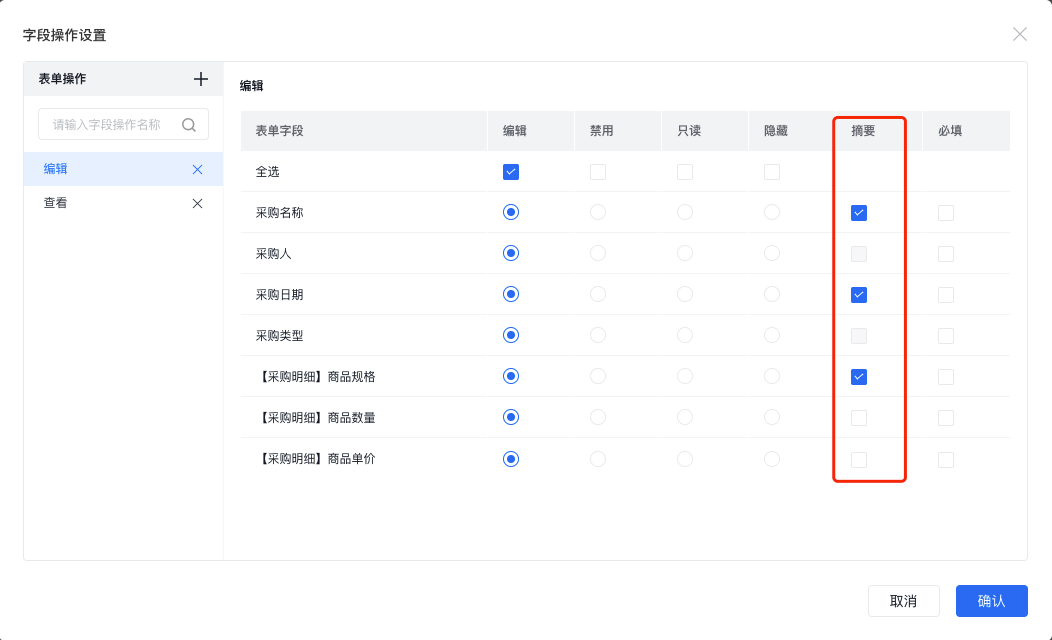 字段操作设置
表单操作
请输入字段操作名称
编辑
查看
编辑
表单字段 编辑 禁用 只读 隐藏 摘要 必填
全选
采购名称
采购人
采购日期
采购类型
【采购明细】商品规格
【采购明细】商品数量
【采购明细】商品单价
取消 确认